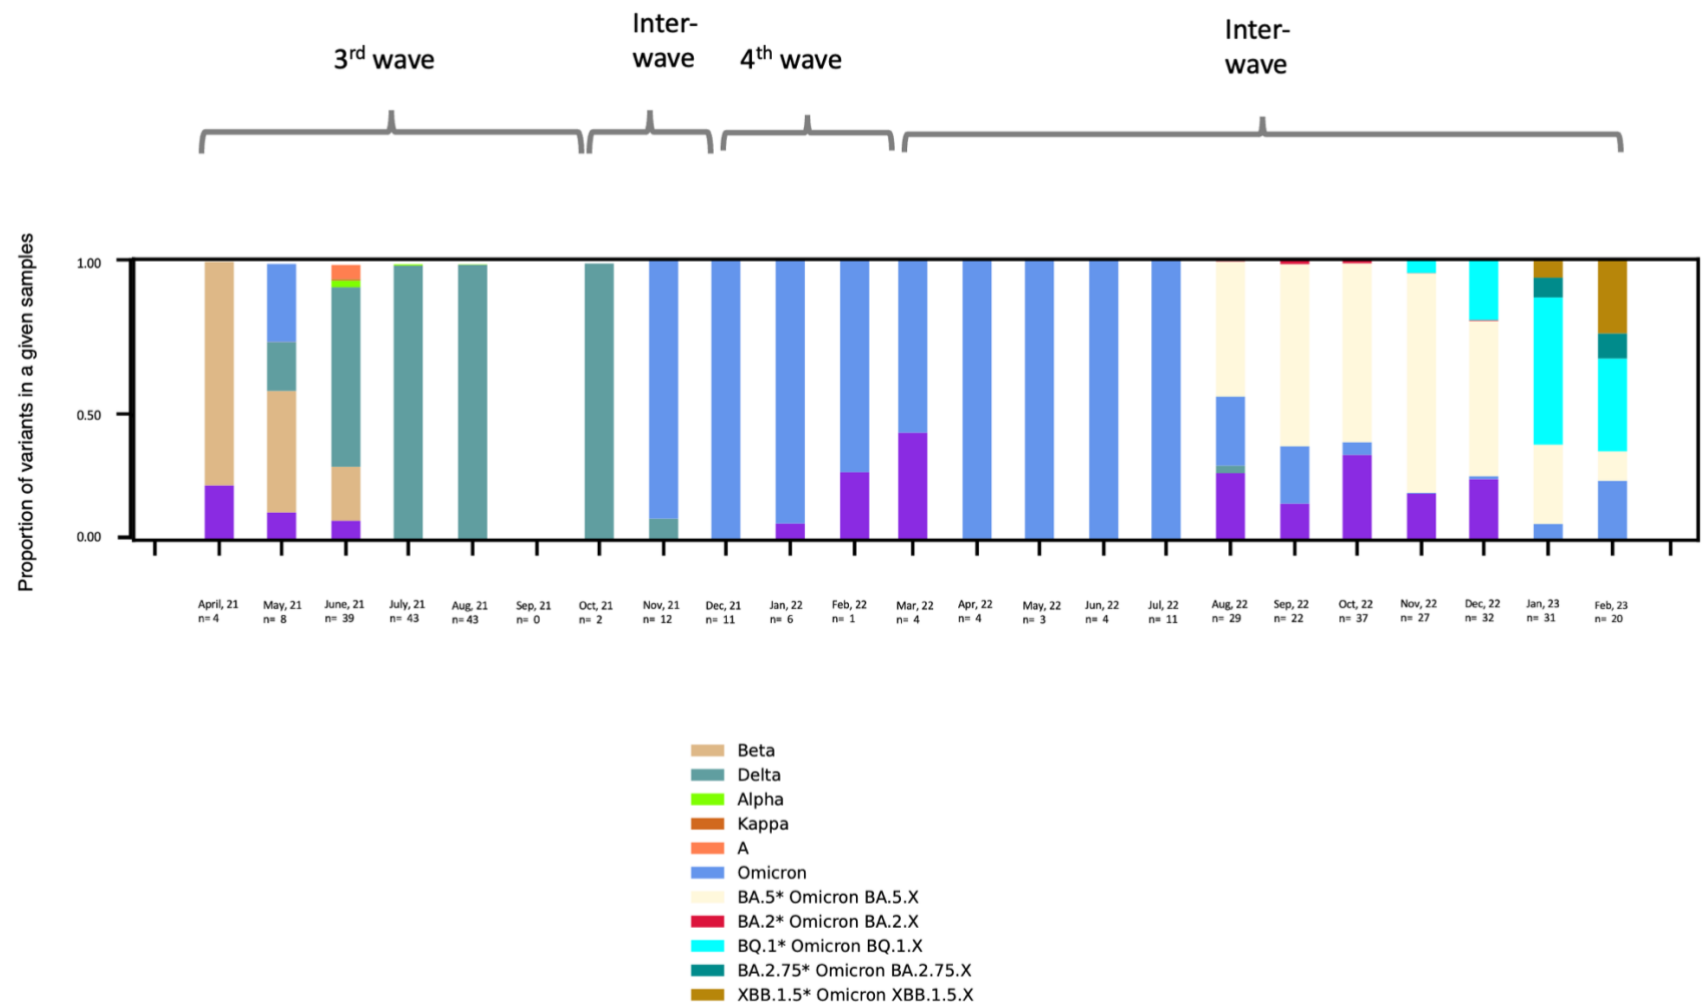 3rd wave
Inter-
wave
4th wave
Inter-
wave
Proportion of variants in a given samples
1.00
0.50
0.00
April, 21
n= 4
May, 21
n= 8
June, 21
n= 39
July, 21
n= 43
Aug, 21
n= 43
Sep, 21
n= 0
Oct, 21
n= 2
Nov, 21
n= 12
Dec, 21
n= 11
Jan, 22
n= 6
Feb, 22
n= 1
Mar, 22
n= 4
Apr, 22
n= 4
May, 22
n= 3
Jun, 22
n= 4
Jul, 22
n= 11
Aug, 22
n= 29
Sep, 22
n= 22
Oct, 22
n= 37
Nov, 22
n= 27
Dec, 22
n= 32
Jan, 23
n= 31
Feb, 23
n= 20
Beta
Delta
Alpha
Kappa
A
Omicron
BA.5* Omicron BA.5.X
BA.2* Omicron BA.2.X
BQ.1* Omicron BQ.1.X
BA.2.75* Omicron BA.2.75.X
XBB.1.5* Omicron XBB.1.5.X